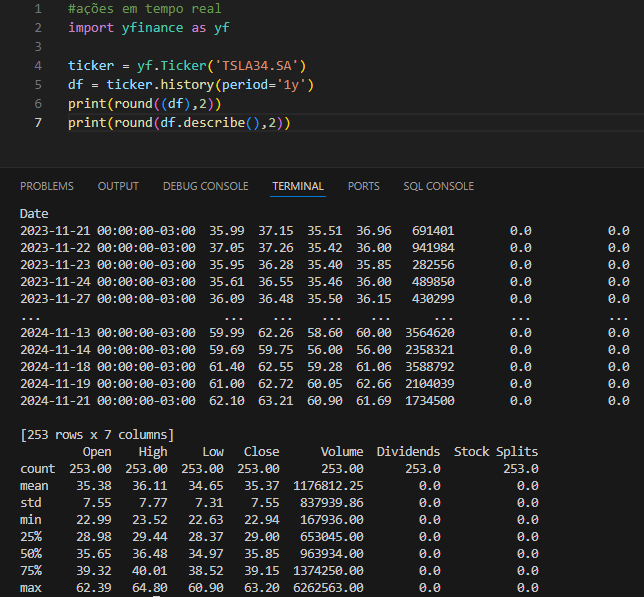 1 #ações em tempo real
2 import yfinance as yf
3
4 ticker = yf.Ticker('TSLA34.SA')
5 df = ticker.history(period='1y')
6 print(round((df),2))
7 print(round(df.describe(),2))
PROBLEMS OUTPUT DEBUG CONSOLE TERMINAL PORTS SQL CONSOLE
Date
2023-11-21 00:00:00-03:00 35.99 37.15 35.51 36.96 691401 0.0 0.0
2023-11-22 00:00:00-03:00 37.05 37.26 35.42 36.00 941984 0.0 0.0
2023-11-23 00:00:00-03:00 35.95 36.28 35.40 35.85 282556 0.0 0.0
2023-11-24 00:00:00-03:00 35.61 36.55 35.46 36.00 489850 0.0 0.0
2023-11-27 00:00:00-03:00 36.09 36.48 35.50 36.15 430299 0.0 0.0
... ... ... ... ... ... ... ...
2024-11-13 00:00:00-03:00 59.99 62.26 58.60 60.00 3564620 0.0 0.0
2024-11-14 00:00:00-03:00 59.69 59.75 56.00 56.00 2358321 0.0 0.0
2024-11-18 00:00:00-03:00 61.40 62.55 59.28 61.06 3588792 0.0 0.0
2024-11-19 00:00:00-03:00 61.00 62.72 60.05 62.66 2104039 0.0 0.0
2024-11-21 00:00:00-03:00 62.10 63.21 60.90 61.69 1734500 0.0 0.0
[253 rows x 7 columns]
Open High Low Close Volume Dividends Stock Splits
count 253.00 253.00 253.00 253.00 253.00 253.0 253.0
mean 35.38 36.11 34.65 35.37 1176812.25 0.0 0.0
std 7.55 7.77 7.31 7.55 837939.86 0.0 0.0
min 22.99 23.52 22.63 22.94 167936.00 0.0 0.0
25% 28.98 29.44 28.37 29.00 653045.00 0.0 0.0
50% 35.65 36.48 34.97 35.85 963934.00 0.0 0.0
75% 39.32 40.01 38.52 39.15 1374250.00 0.0 0.0
max 62.39 64.80 60.90 63.20 6262563.00 0.0 0.0